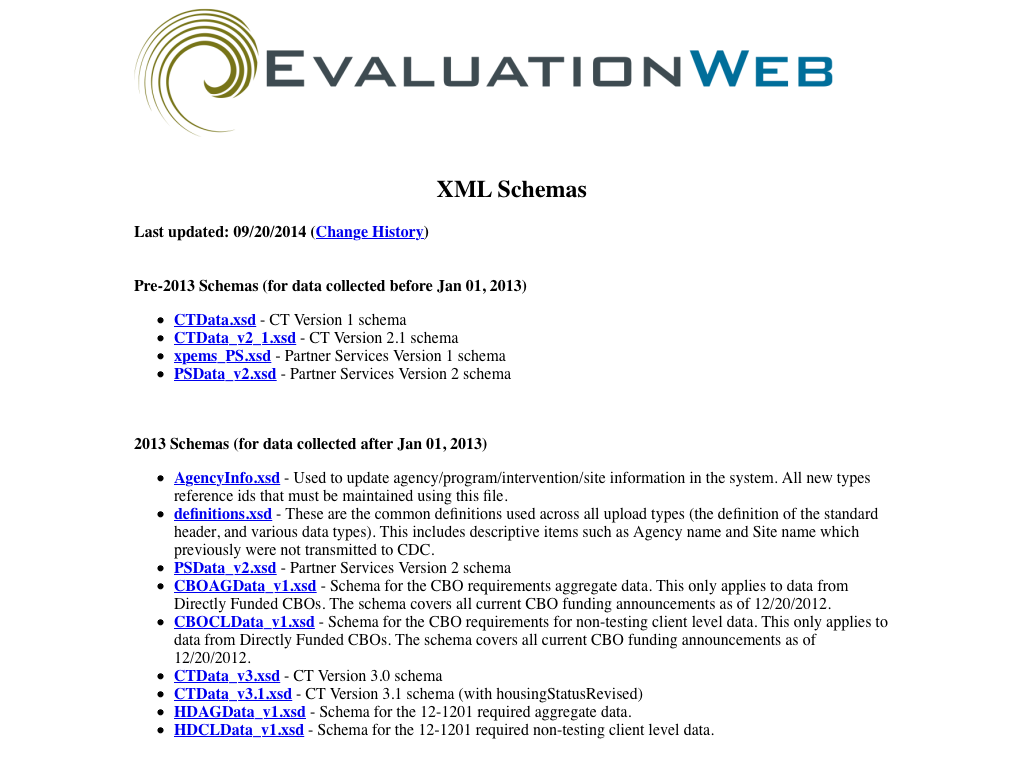 EVALUATIONWEB
XML Schemas
Last updated: 09/20/2014 (Change History)
Pre-2013 Schemas (for data collected before Jan 01, 2013)
CTData.xsd - CT Version 1 schema
CTData_v2_1.xsd - CT Version 2.1 schema
xpems_PS.xsd - Partner Services Version 1 schema
PSData_v2.xsd - Partner Services Version 2 schema
2013 Schemas (for data collected after Jan 01, 2013)
AgencyInfo.xsd - Used to update agency/program/intervention/site information in the system. All new types
reference ids that must be maintained using this file.
definitions.xsd - These are the common definitions used across all upload types (the definition of the standard
header, and various data types). This includes descriptive items such as Agency name and Site name which
previously were not transmitted to CDC.
PSData_v2.xsd - Partner Services Version 2 schema
CBOAGData_v1.xsd - Schema for the CBO requirements aggregate data. This only applies to data from
Directly Funded CBOs. The schema covers all current CBO funding announcements as of 12/20/2012.
CBOCLData_v1.xsd - Schema for the CBO requirements for non-testing client level data. This only applies to
data from Directly Funded CBOs. The schema covers all current CBO funding announcements as of
12/20/2012.
CTData_v3.xsd - CT Version 3.0 schema
CTData_v3.1.xsd - CT Version 3.1 schema (with housingStatusRevised)
HDAGData_v1.xsd - Schema for the 12-1201 required aggregate data.
HDCLData_v1.xsd - Schema for the 12-1201 required non-testing client level data.